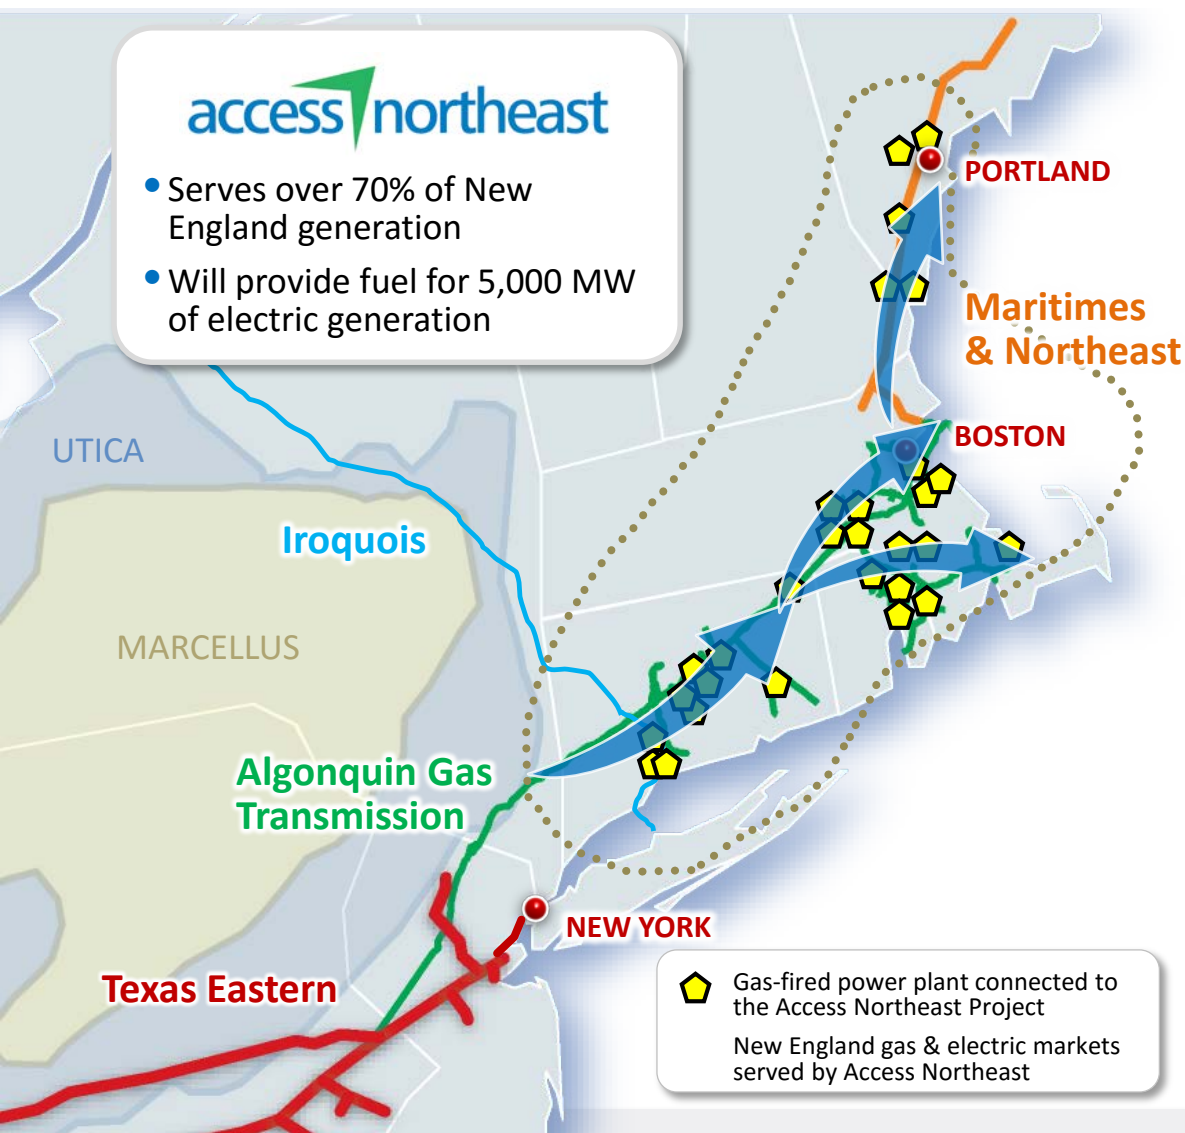 access northeast
• Serves over 70% of New
England generation
• Will provide fuel for 5,000 MW
of electric generation
PORTLAND
Maritimes
& Northeast
BOSTON
UTICA
Iroquois
MARCELLUS
Algonquin Gas
Transmission
NEW YORK
Texas Eastern
Gas-fired power plant connected to
the Access Northeast Project
New England gas & electric markets
served by Access Northeast